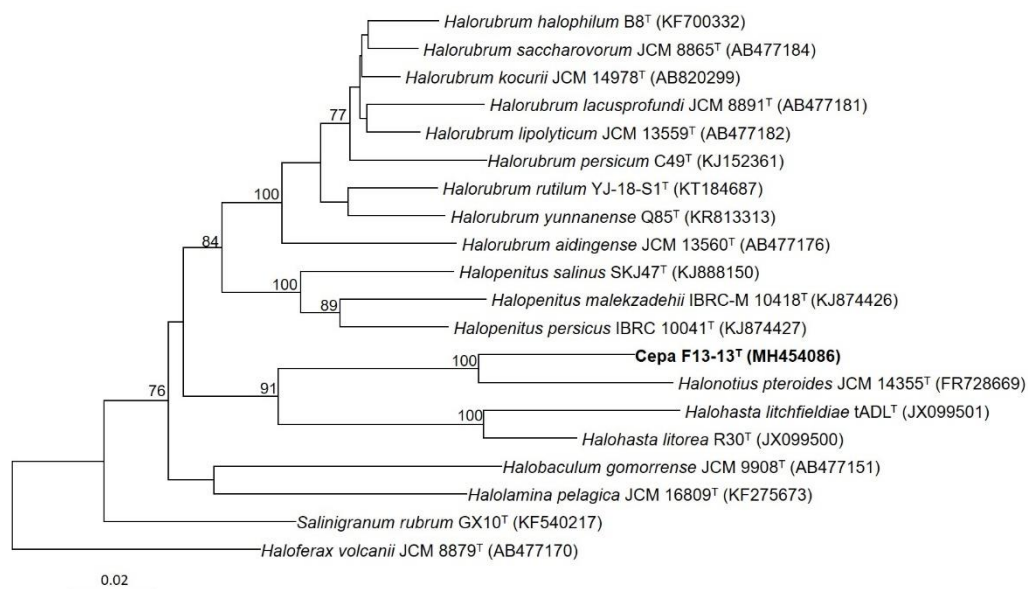 Halorubrum halophilum B8ᵀ (KF700332)
Halorubrum saccharovorum JCM 8865ᵀ (AB477184)
Halorubrum kocurii JCM 14978ᵀ (AB820299)
Halorubrum lacusprofundi JCM 8891ᵀ (AB477181)
77
Halorubrum lipolyticum JCM 13559ᵀ (AB477182)
Halorubrum persicum C49ᵀ (KJ152361)
Halorubrum rutilum YJ-18-S1ᵀ (KT184687)
100
Halorubrum yunnanense Q85ᵀ (KR813313)
84
Halorubrum aidingense JCM 13560ᵀ (AB477176)
Halopenitus salinus SKJ47ᵀ (KJ888150)
100
Halopenitus malekzadehii IBRC-M 10418ᵀ (KJ874426)
89
Halopenitus persicus IBRC 10041ᵀ (KJ874427)
Cepa F13-13ᵀ (MH454086)
100
Halonotius pteroides JCM 14355ᵀ (FR728669)
76
91
Halohasta litchfieldiae tADLᵀ (JX099501)
100
Halohasta litorea R30ᵀ (JX099500)
Halobaculum gomorrense JCM 9908ᵀ (AB477151)
Halolamina pelagica JCM 16809ᵀ (KF275673)
Salinigranum rubrum GX10ᵀ (KF540217)
Haloferax volcanii JCM 8879ᵀ (AB477170)
0.02